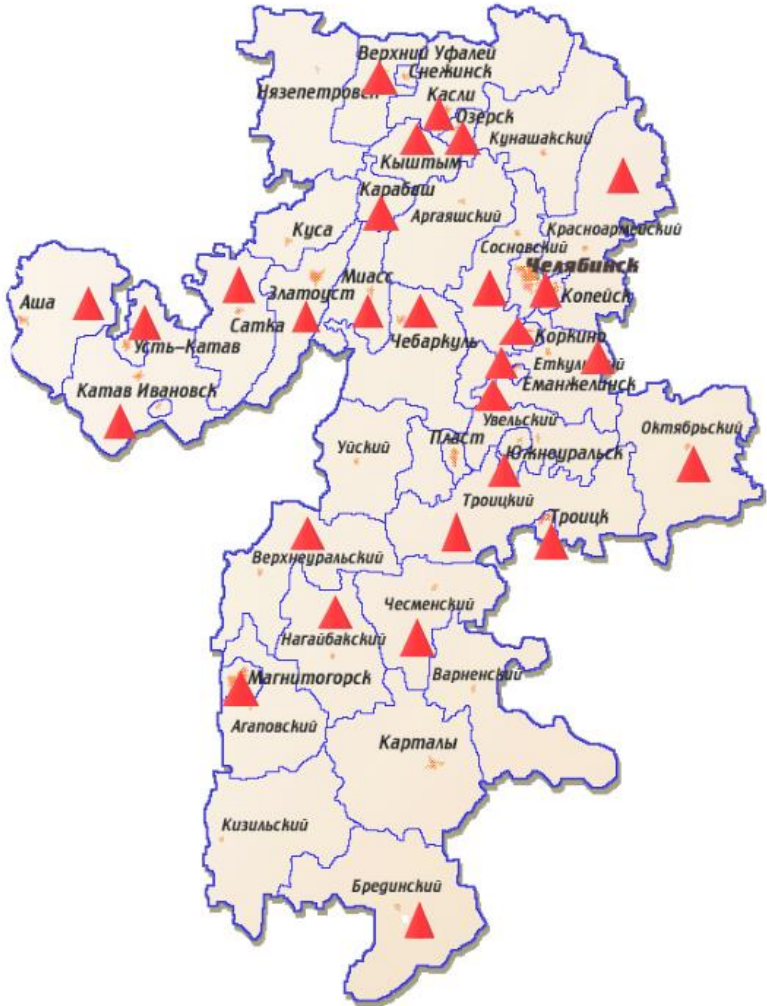 Верхний Уфалей
Снежинск
Нязепетровск
Касли
Озерск
Кунашакский
Кыштым
Карабаш
Аргаяшский
Куса
Красноармейский
Сосновский
Челябинск
Миасс
Златоуст
Копейск
Аша
Сатка
Чебаркуль
Коркино
Усть-Катав
Еткульский
Еманжелинск
Катав Ивановск
Увельский
Октябрьский
Пласт
Уйский
Южноуральск
Троицкий
Троицк
Верхнеуральский
Чесменский
Нагайбакский
Варненский
Магнитогорск
Агаповский
Карталы
Кизильский
Брединский